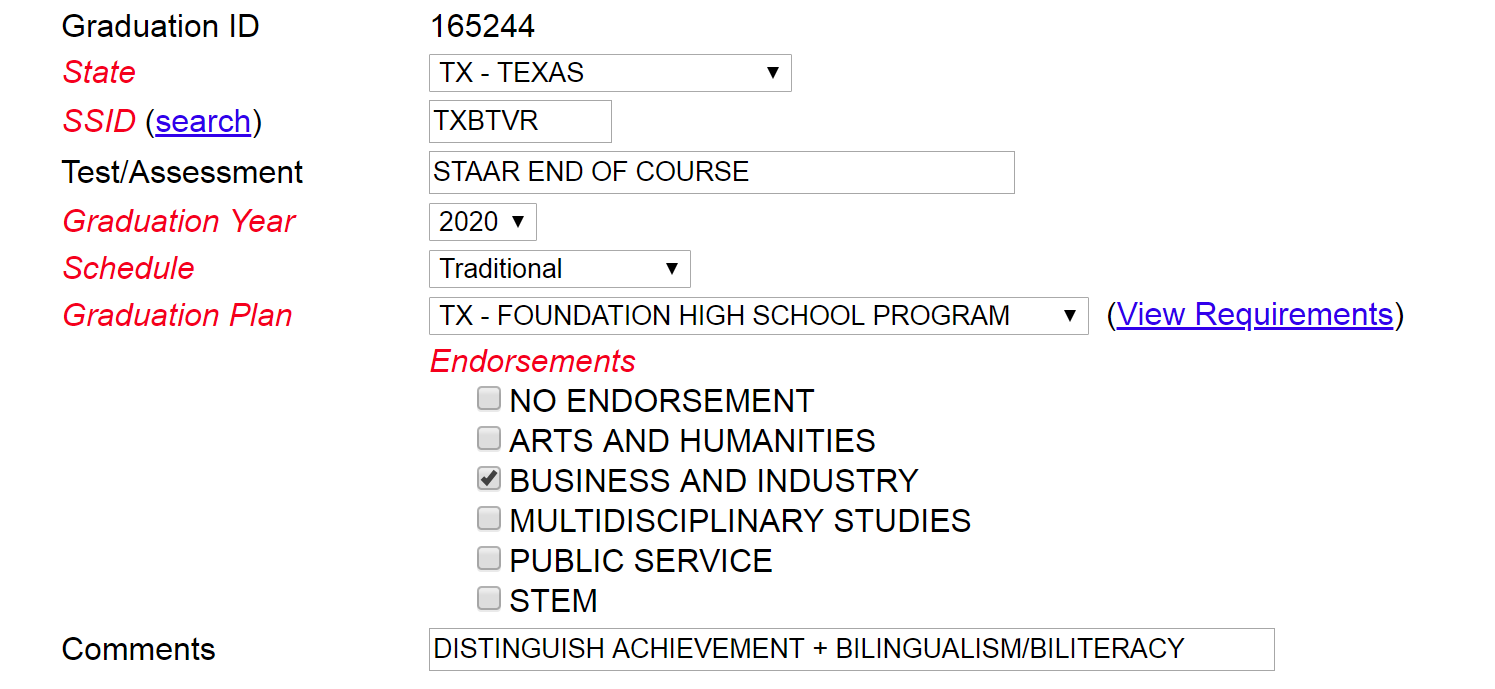 Graduation ID 165244
State TX - TEXAS
SSID (search) TXBTVR
Test/Assessment STAAR END OF COURSE
Graduation Year 2020
Schedule Traditional
Graduation Plan TX - FOUNDATION HIGH SCHOOL PROGRAM (View Requirements)
Endorsements
NO ENDORSEMENT
ARTS AND HUMANITIES
BUSINESS AND INDUSTRY
MULTIDISCIPLINARY STUDIES
PUBLIC SERVICE
STEM
Comments DISTINGUISH ACHIEVEMENT + BILINGUALISM/BILITERACY